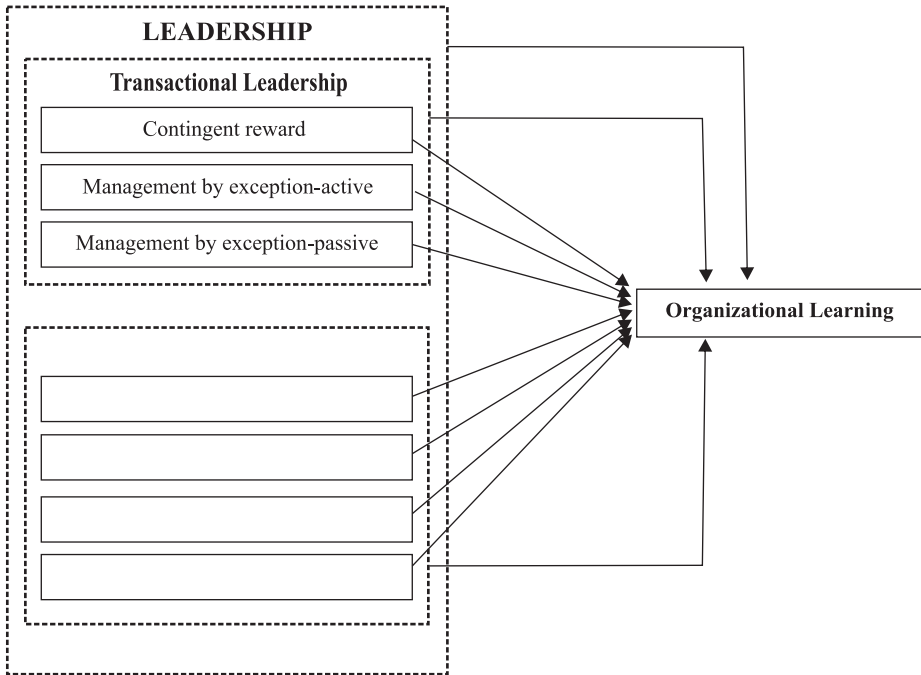 LEADERSHIP
Transactional Leadership
Contingent reward
Management by exception-active
Management by exception-passive
Organizational Learning